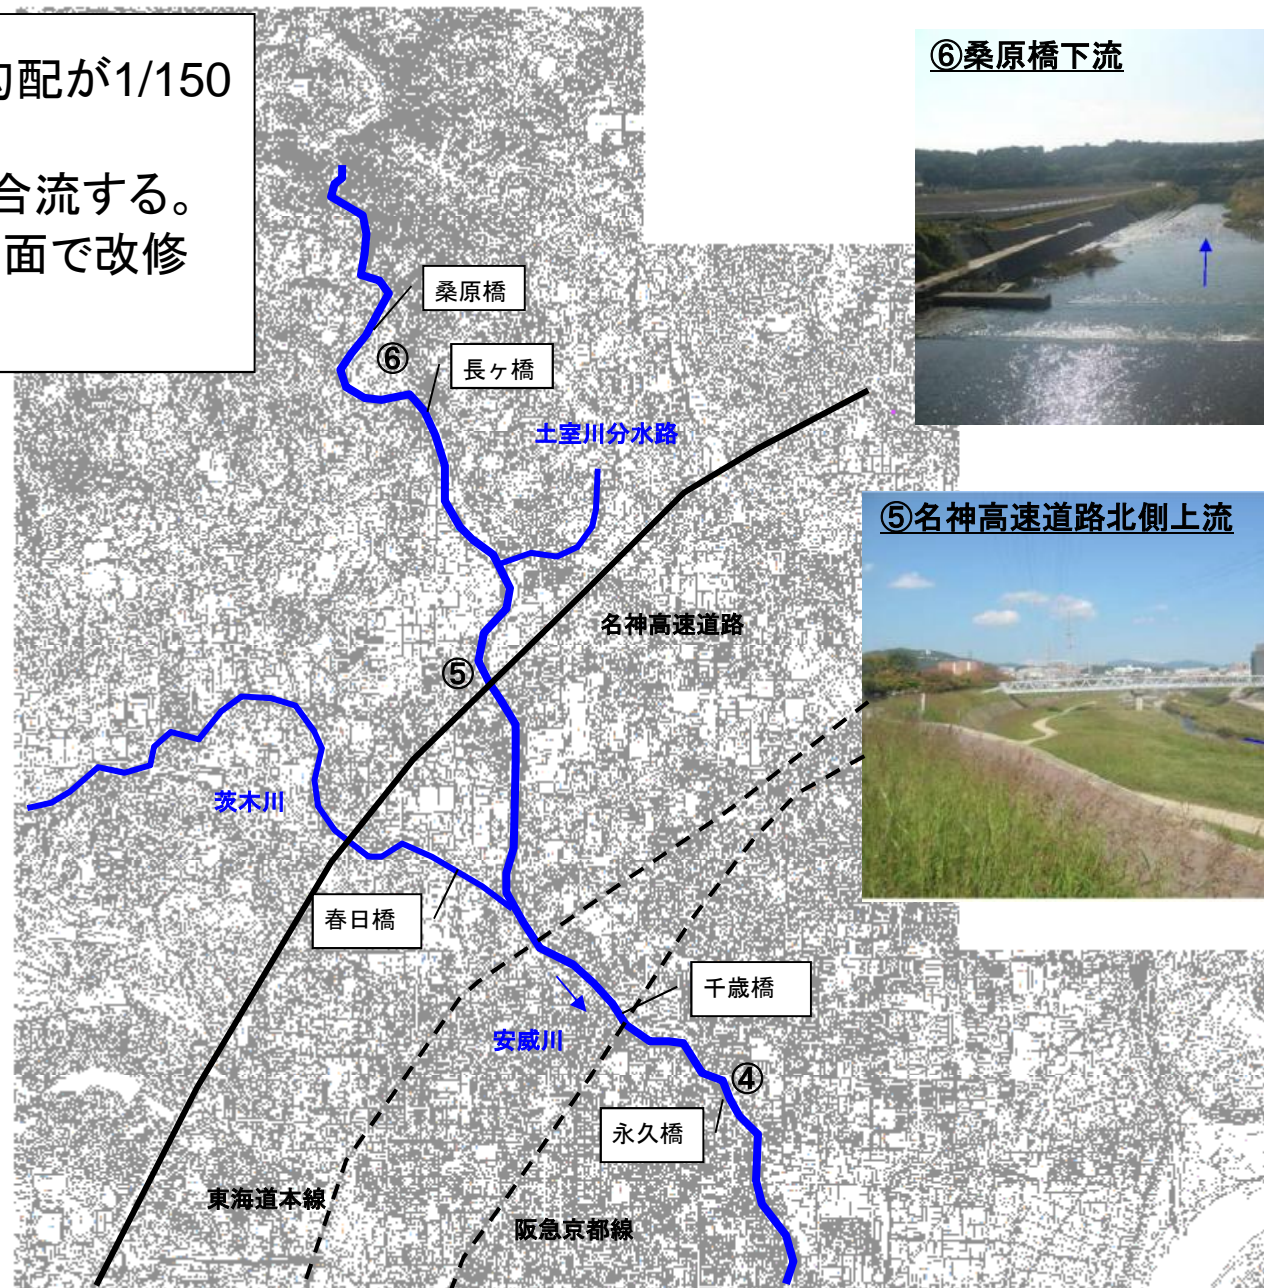 勾配が1/150
合流する。
面で改修
⑥桑原橋下流
桑原橋
⑥
長ヶ橋
土室川分水路
⑤名神高速道路北側上流
名神高速道路
⑤
茨木川
春日橋
千歳橋
安威川
④
永久橋
東海道本線
阪急京都線